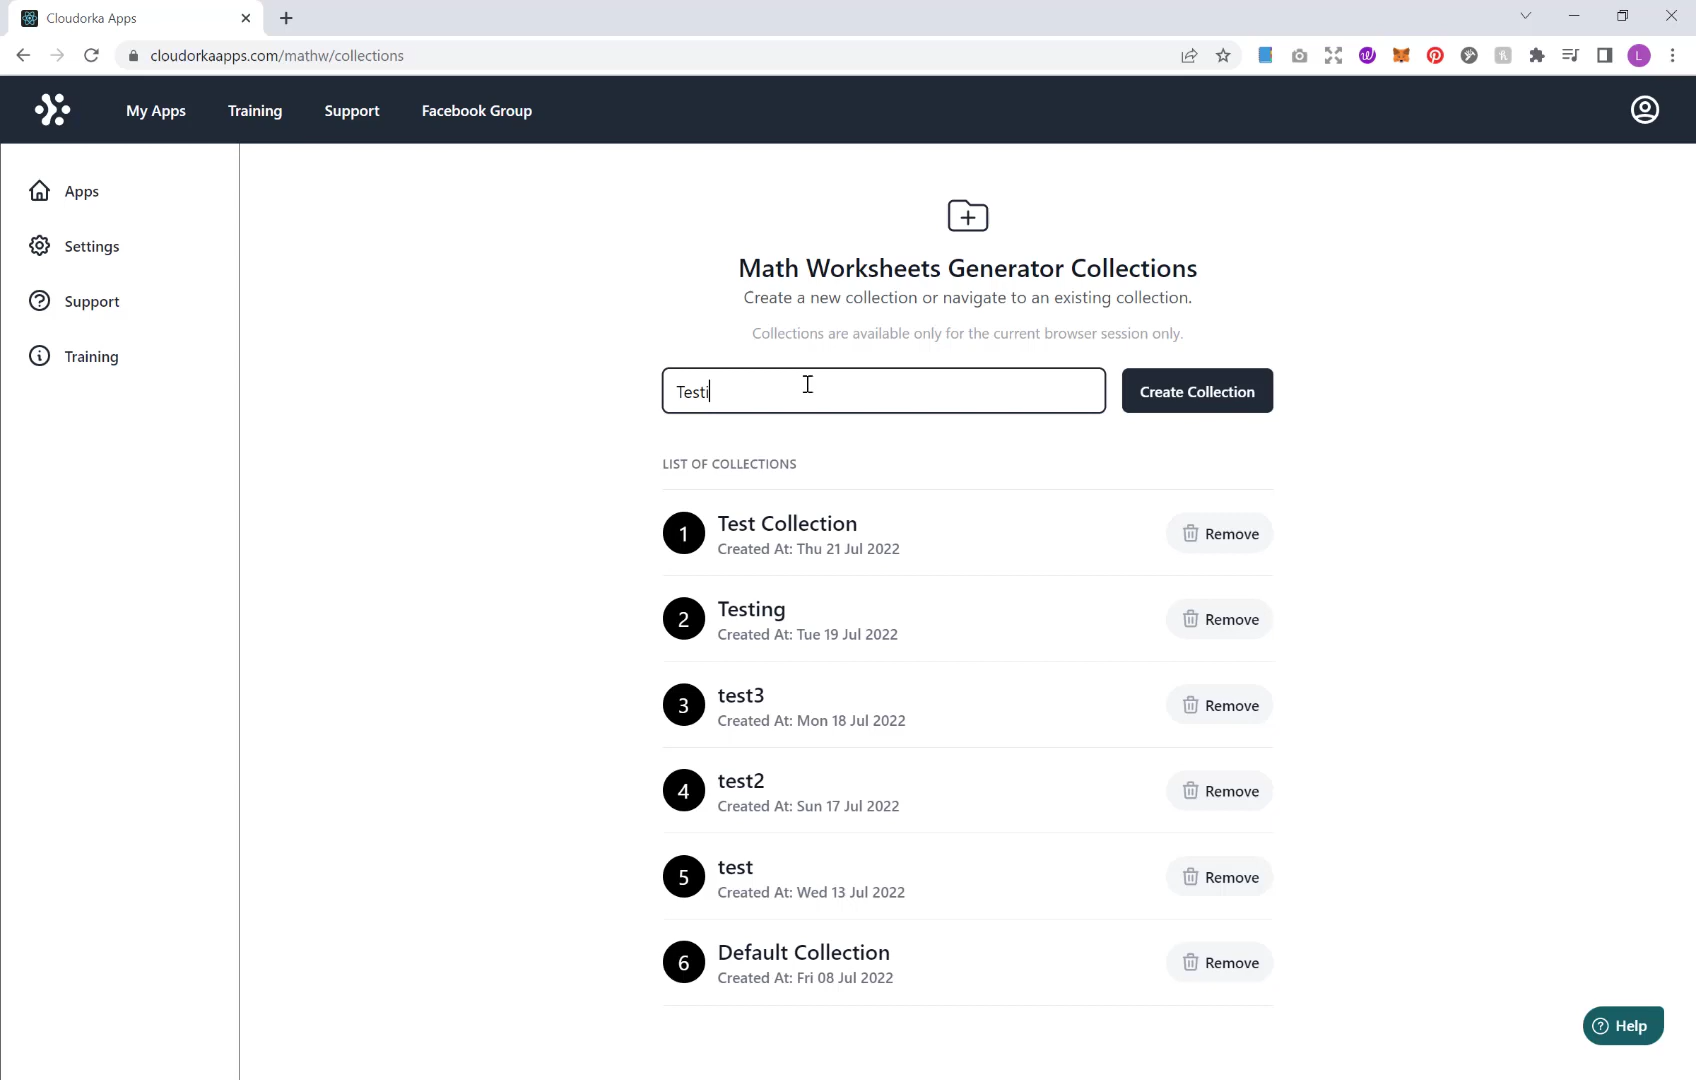 Cloudorka Apps
cloudorkaapps.com/mathw/collections
L
My Apps Training Support Facebook Group
Apps
Settings
Support
Training
Math Worksheets Generator Collections
Create a new collection or navigate to an existing collection.
Collections are available only for the current browser session only.
Testi
Create Collection
LIST OF COLLECTIONS
1 Test Collection Remove
Created At: Thu 21 Jul 2022
2 Testing Remove
Created At: Tue 19 Jul 2022
3 test3 Remove
Created At: Mon 18 Jul 2022
4 test2 Remove
Created At: Sun 17 Jul 2022
5 test Remove
Created At: Wed 13 Jul 2022
6 Default Collection Remove
Created At: Fri 08 Jul 2022
Help